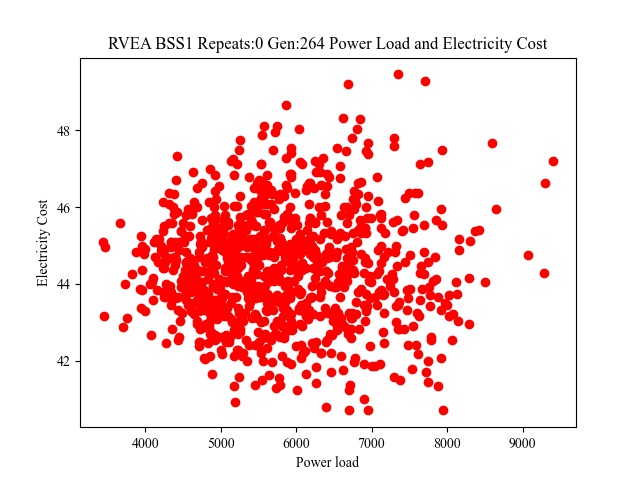 RVEA BSS1 Repeats:0 Gen:264 Power Load and Electricity Cost
48
46
44
42
Electricity Cost
4000 5000 6000 7000 8000 9000
Power load